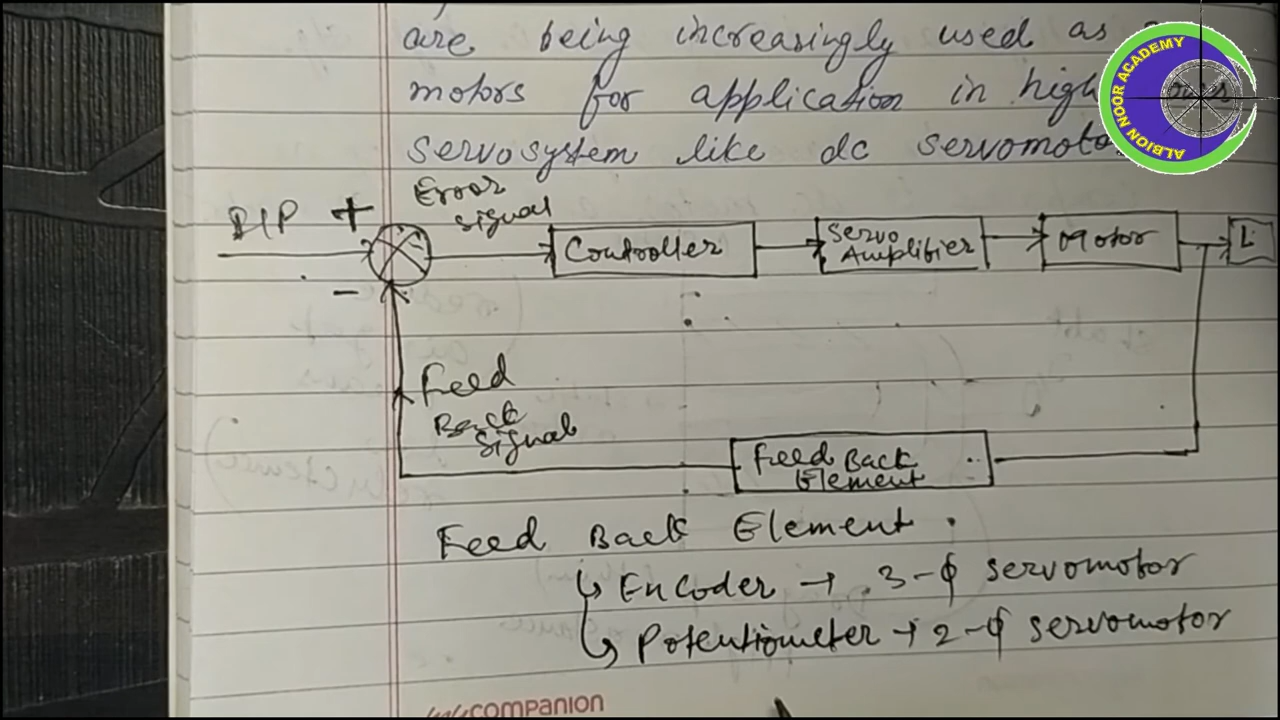 are being increasingly used as
motors for application in high
servosystem like dc servomotor
ALBION NOOR ACADEMY
Error
signal
+
Controller
Servo
Amplifier
Motor
L
-
Feed
Back
Signal
Feed Back
Element
Feed Back Element
Encoder → 3-ϕ servomotor
Potentiometer → 2-ϕ servomotor
companion